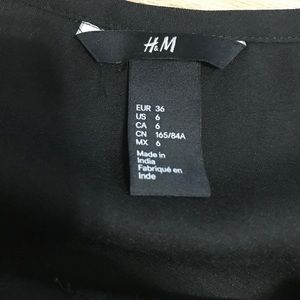 H&M
EUR 36
US 6
CA 6
CN 165/84A
MX 6
Made in
India
Fabriqué en
Inde